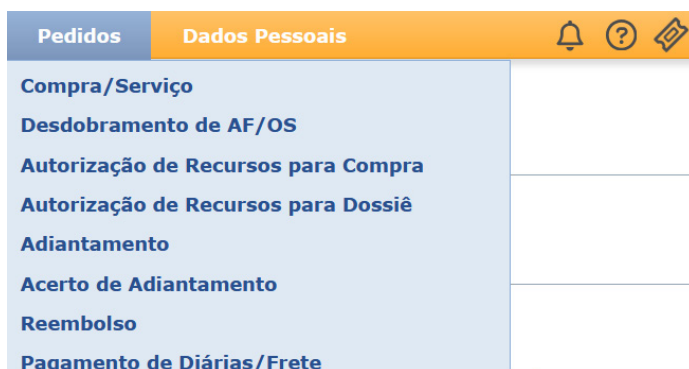 Pedidos Dados Pessoais
Compra/Serviço
Desdobramento de AF/OS
Autorização de Recursos para Compra
Autorização de Recursos para Dossiê
Adiantamento
Acerto de Adiantamento
Reembolso
Pagamento de Diárias/Frete